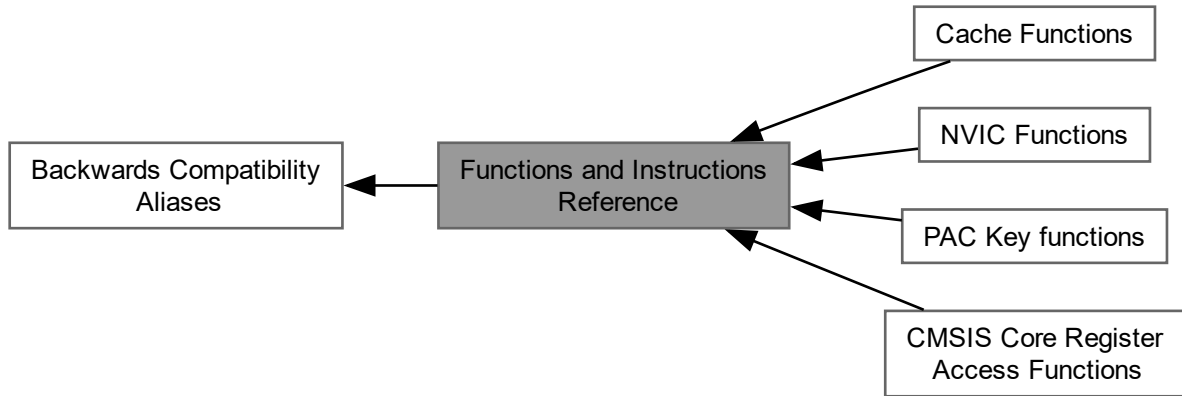 Backwards Compatibility
Aliases
Functions and Instructions
Reference
Cache Functions
NVIC Functions
PAC Key functions
CMSIS Core Register
Access Functions